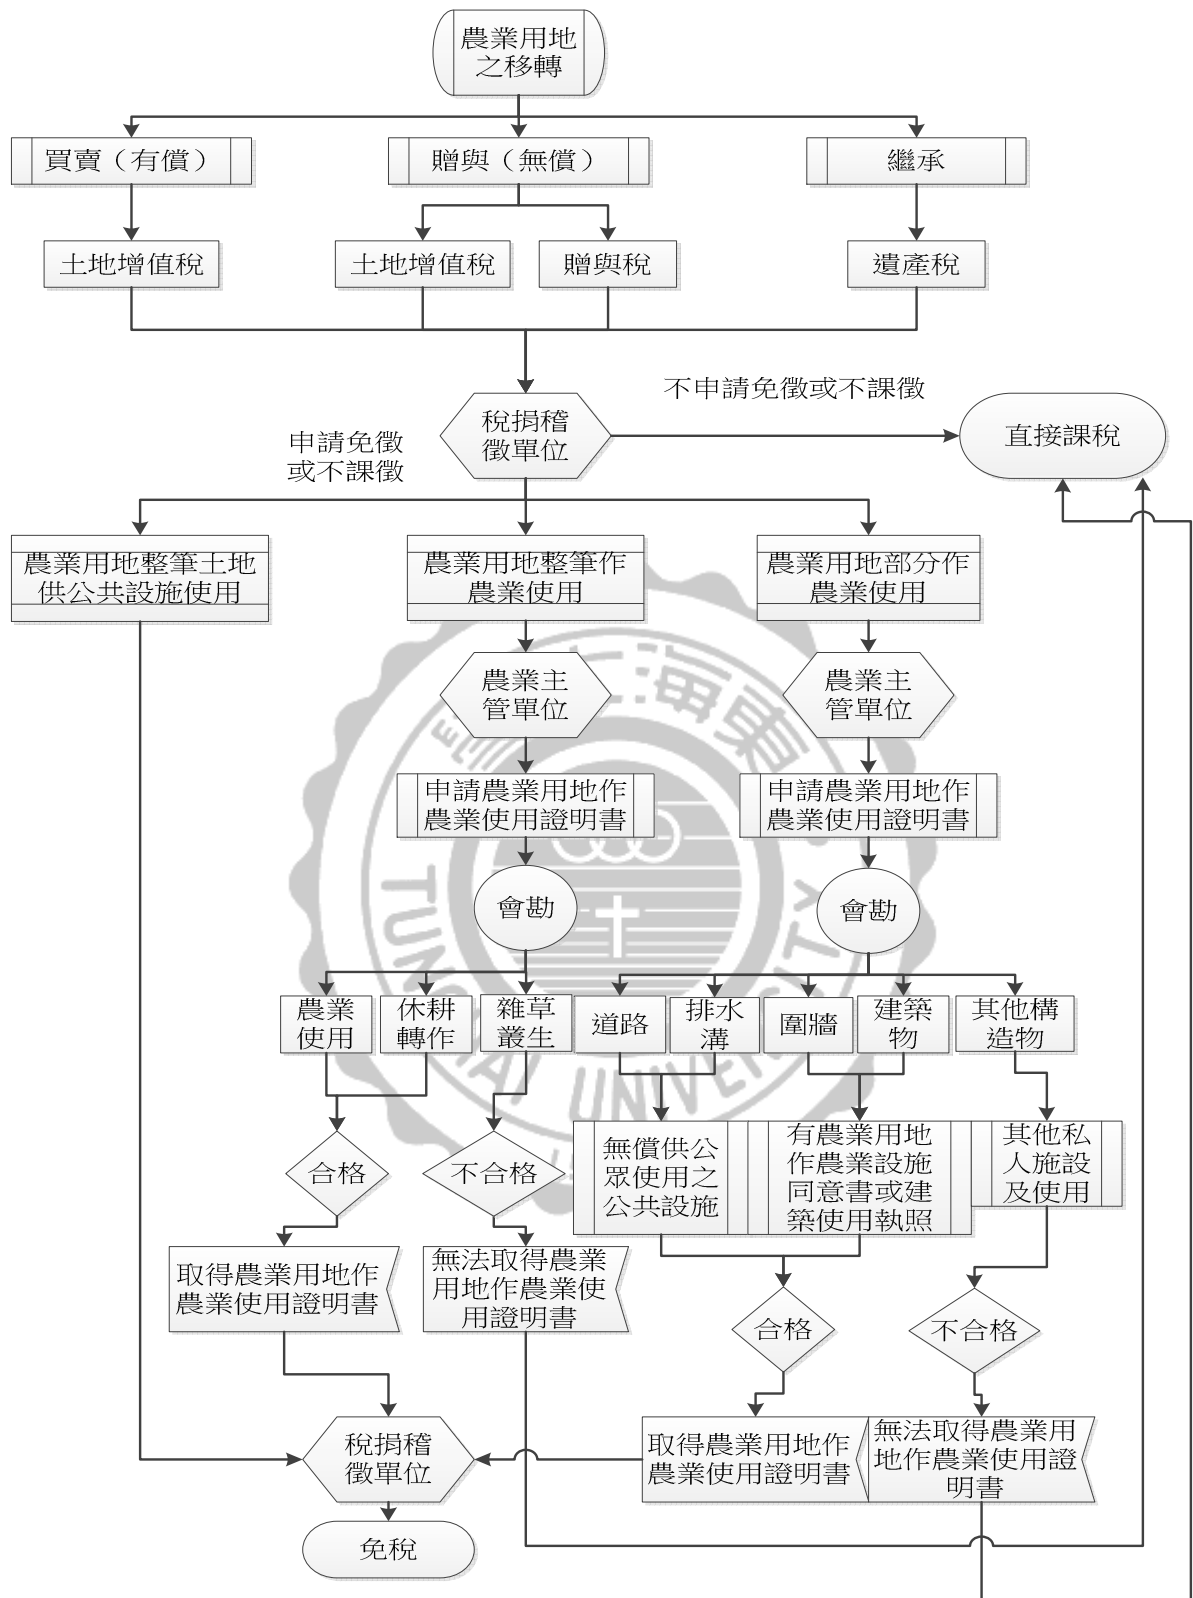 農業用地
之移轉
買賣（有償）
贈與（無償）
繼承
土地增值稅
土地增值稅
贈與稅
遺產稅
不申請免徵或不課徵
稅捐稽
徵單位
直接課稅
申請免徵
或不課徵
農業用地整筆土地
供公共設施使用
農業用地整筆作
農業使用
農業用地部分作
農業使用
農業主
管單位
農業主
管單位
申請農業用地作
農業使用證明書
申請農業用地作
農業使用證明書
會勘
會勘
農業
使用
休耕
轉作
雜草
叢生
道路
排水
溝
圍牆
建築
物
其他構
造物
合格
不合格
無償供公
眾使用之
公共設施
有農業用地
作農業設施
同意書或建
築使用執照
其他私
人施設
及使用
取得農業用地作
農業使用證明書
無法取得農業
用地作農業使
用證明書
合格
不合格
稅捐稽
徵單位
取得農業用地作
農業使用證明書
無法取得農業用
地作農業使用證
明書
免稅
TUNGHAI UNIVERSITY